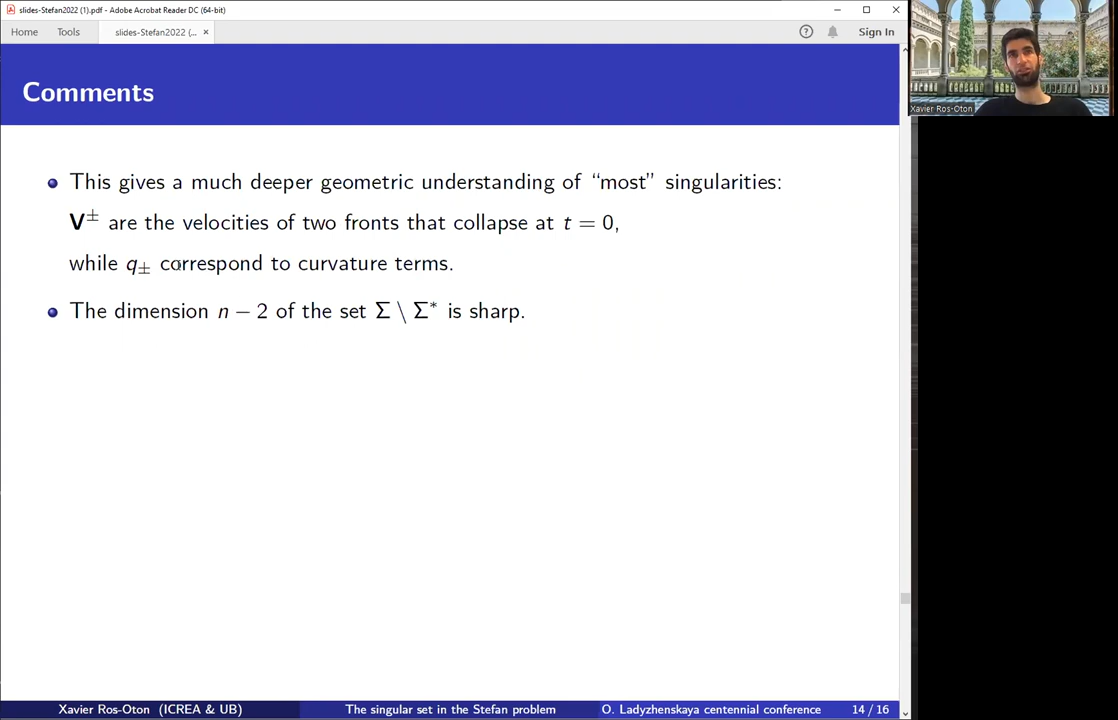 slides-Stefan2022 (1).pdf - Adobe Acrobat Reader DC (64-bit)
Home Tools slides-Stefan2022 (... × ? Sign In
Comments
Xavier Ros-Oton
This gives a much deeper geometric understanding of “most” singularities:
V± are the velocities of two fronts that collapse at t = 0,
while q± correspond to curvature terms.
The dimension n − 2 of the set Σ \ Σ* is sharp.
Xavier Ros-Oton (ICREA & UB) The singular set in the Stefan problem O. Ladyzhenskaya centennial conference 14 / 16